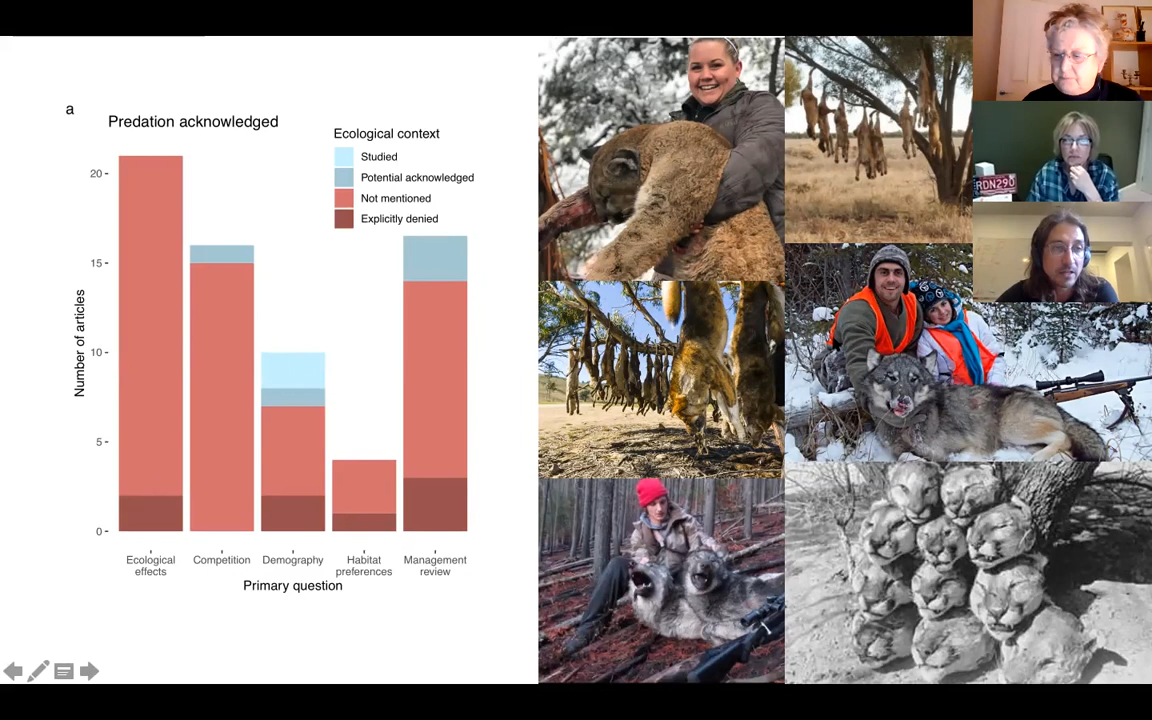 a
Predation acknowledged
Ecological context
Studied
Potential acknowledged
Not mentioned
Explicitly denied
Number of articles
20
15
10
5
0
Ecological
effects
Competition
Demography
Habitat
preferences
Management
review
Primary question
RDN290